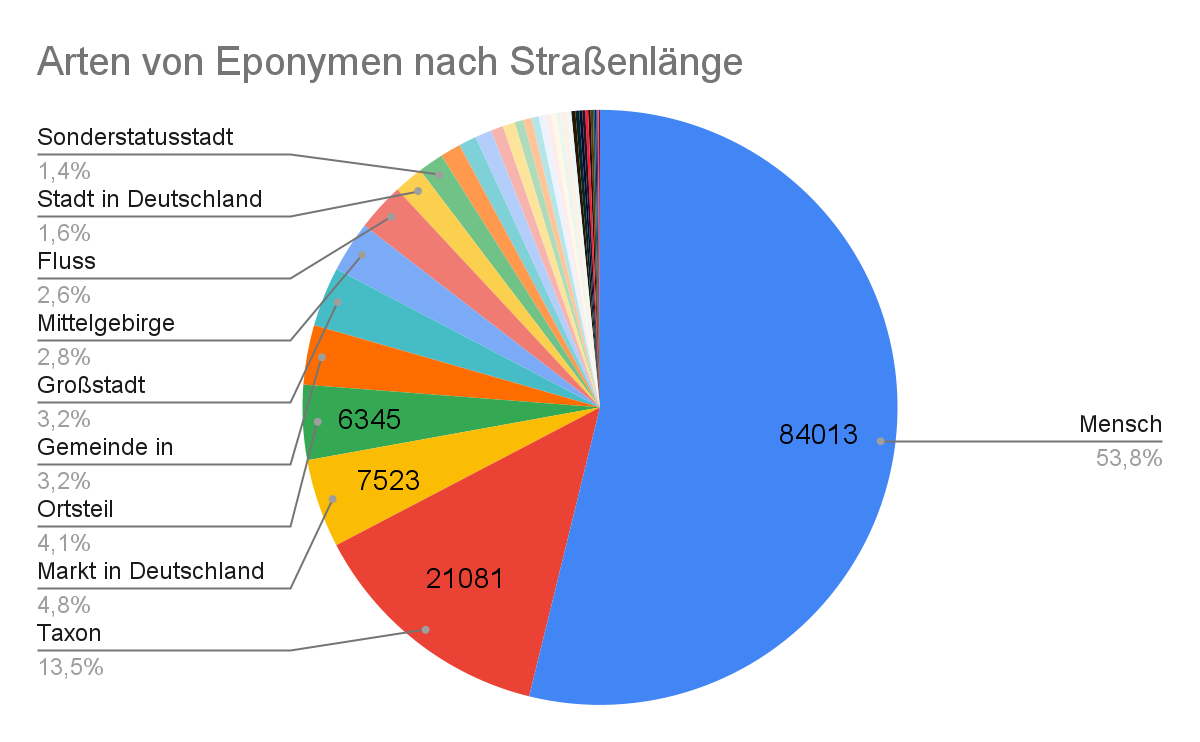 Arten von Eponymen nach Straßenlänge
Sonderstatusstadt
1,4%
Stadt in Deutschland
1,6%
Fluss
2,6%
Mittelgebirge
2,8%
Großstadt
3,2%
Gemeinde in
3,2%
Ortsteil
4,1%
Markt in Deutschland
4,8%
Taxon
13,5%
6345
7523
21081
84013
Mensch
53,8%